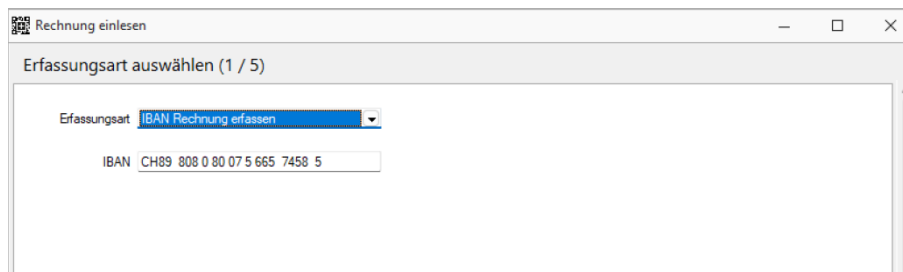 Rechnung einlesen
Erfassungsart auswählen (1 / 5)
Erfassungsart IBAN Rechnung erfassen
IBAN CH89 808 0 80 07 5 665 7458 5